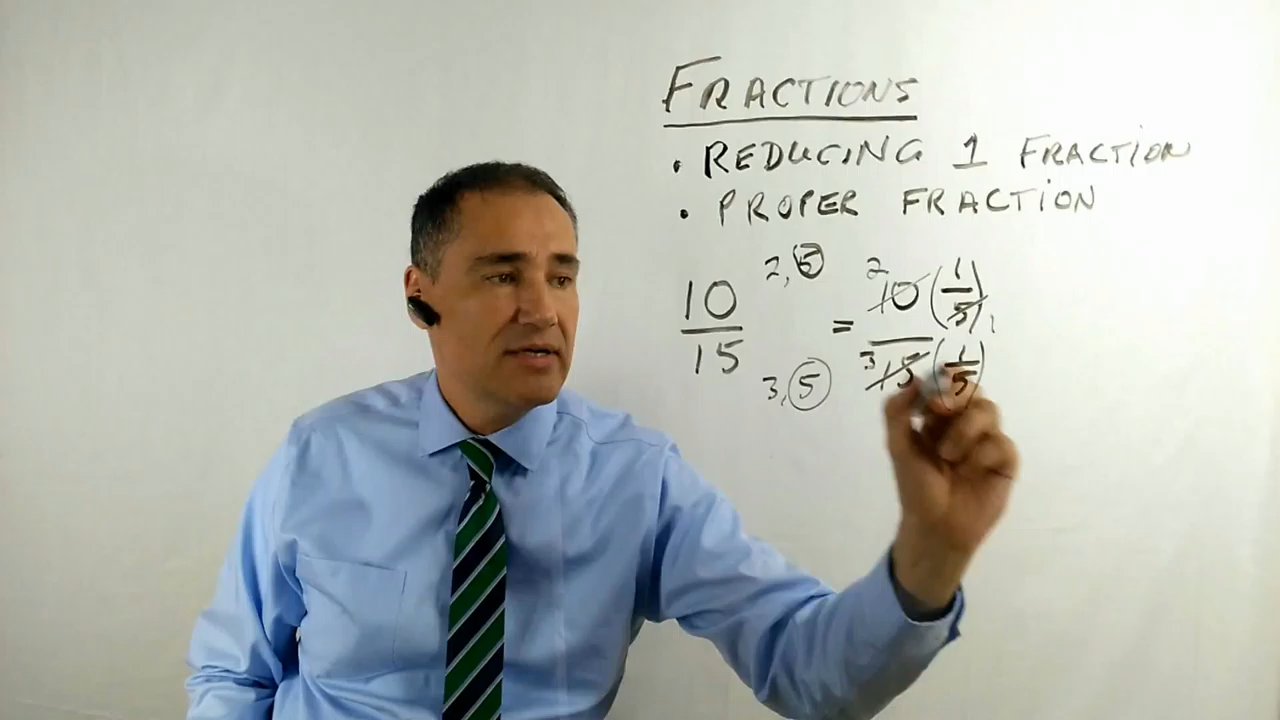 FRACTIONS
• REDUCING 1 FRACTION
• PROPER FRACTION
10/15
2, 5
3, 5
= 2 10 (1/5) 1
3 15 (1/5)